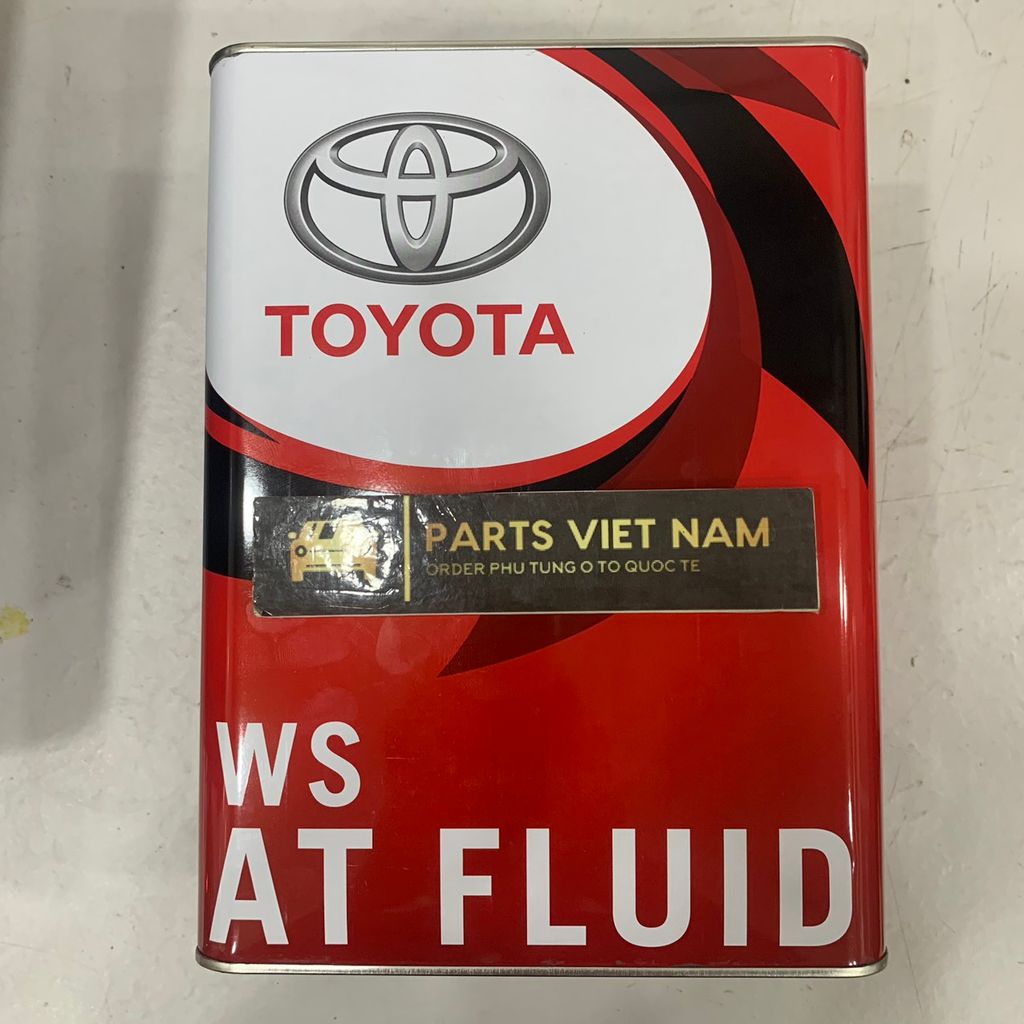 TOYOTA
PARTS VIET NAM
ORDER PHU TUNG O TO QUOC TE
WS
AT FLUID